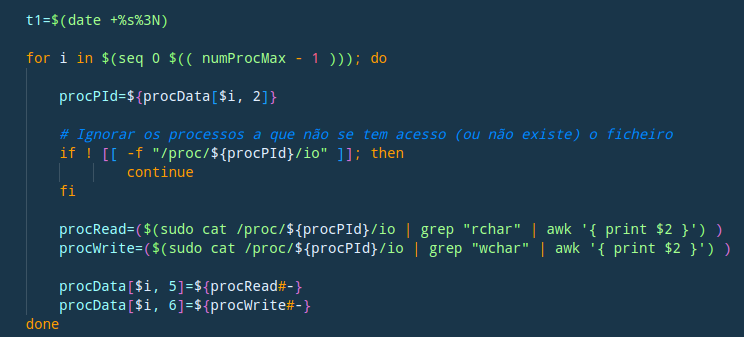 t1=$(date +%s%3N)
for i in $(seq 0 $(( numProcMax - 1 ))); do
procPId=${procData[$i, 2]}
# Ignorar os processos a que não se tem acesso (ou não existe) o ficheiro
if ! [[ -f "/proc/${procPId}/io" ]]; then
continue
fi
procRead=($(sudo cat /proc/${procPId}/io | grep "rchar" | awk '{ print $2 }') )
procWrite=($(sudo cat /proc/${procPId}/io | grep "wchar" | awk '{ print $2 }') )
procData[$i, 5]=${procRead#-}
procData[$i, 6]=${procWrite#-}
done